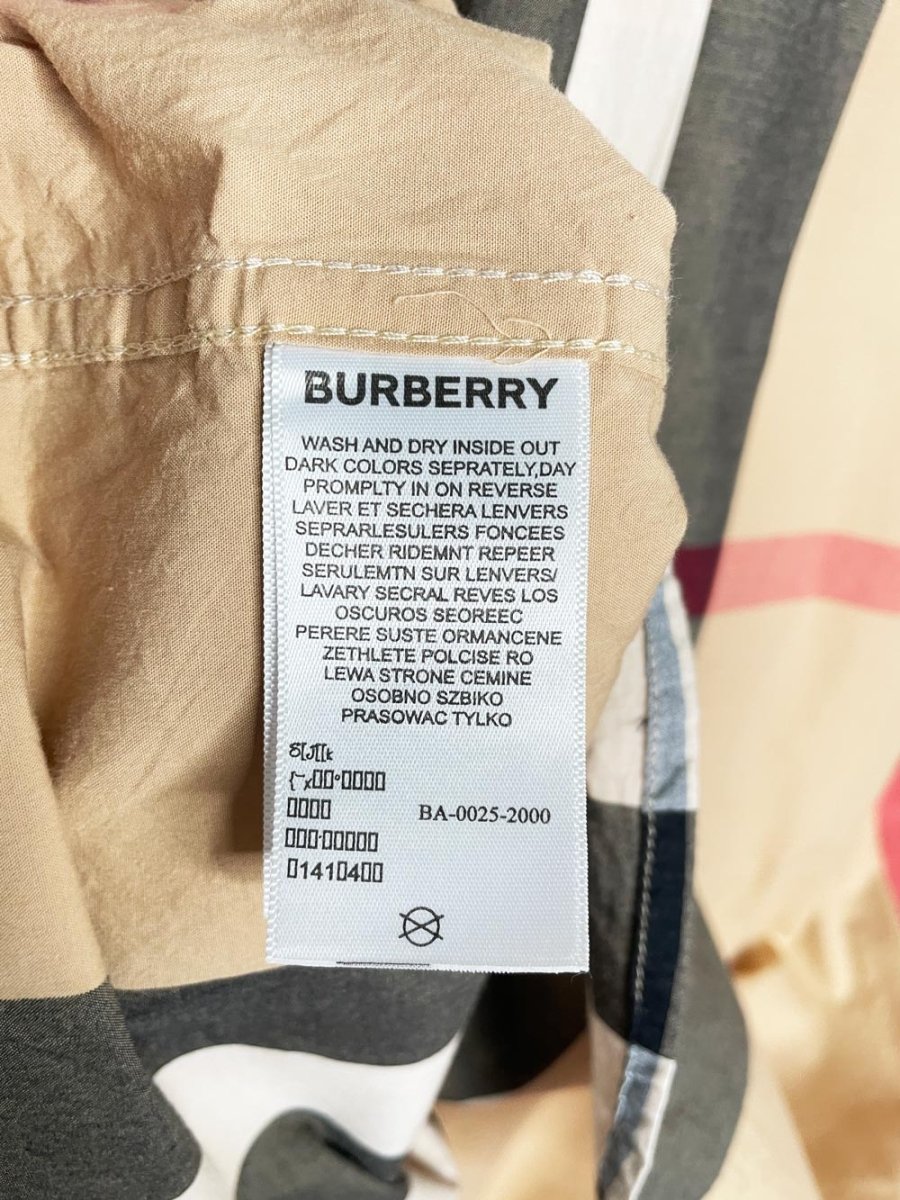 BURBERRY
WASH AND DRY INSIDE OUT
DARK COLORS SEPRATELY,DAY
PROMPLTY IN ON REVERSE
LAVER ET SECHERA LENVERS
SEPRARLESULERS FONCEES
DECHER RIDEMNT REPEER
SERULEMTN SUR LENVERS/
LAVARY SECRAL REVES LOS
OSCUROS SEOREEC
PERERE SUSTE ORMANCENE
ZETHLETE POLCISE RO
LEWA STRONE CEMINE
OSOBNO SZBIKO
PRASOWAC TYLKO
BA-0025-2000
▯141▯4▯▯